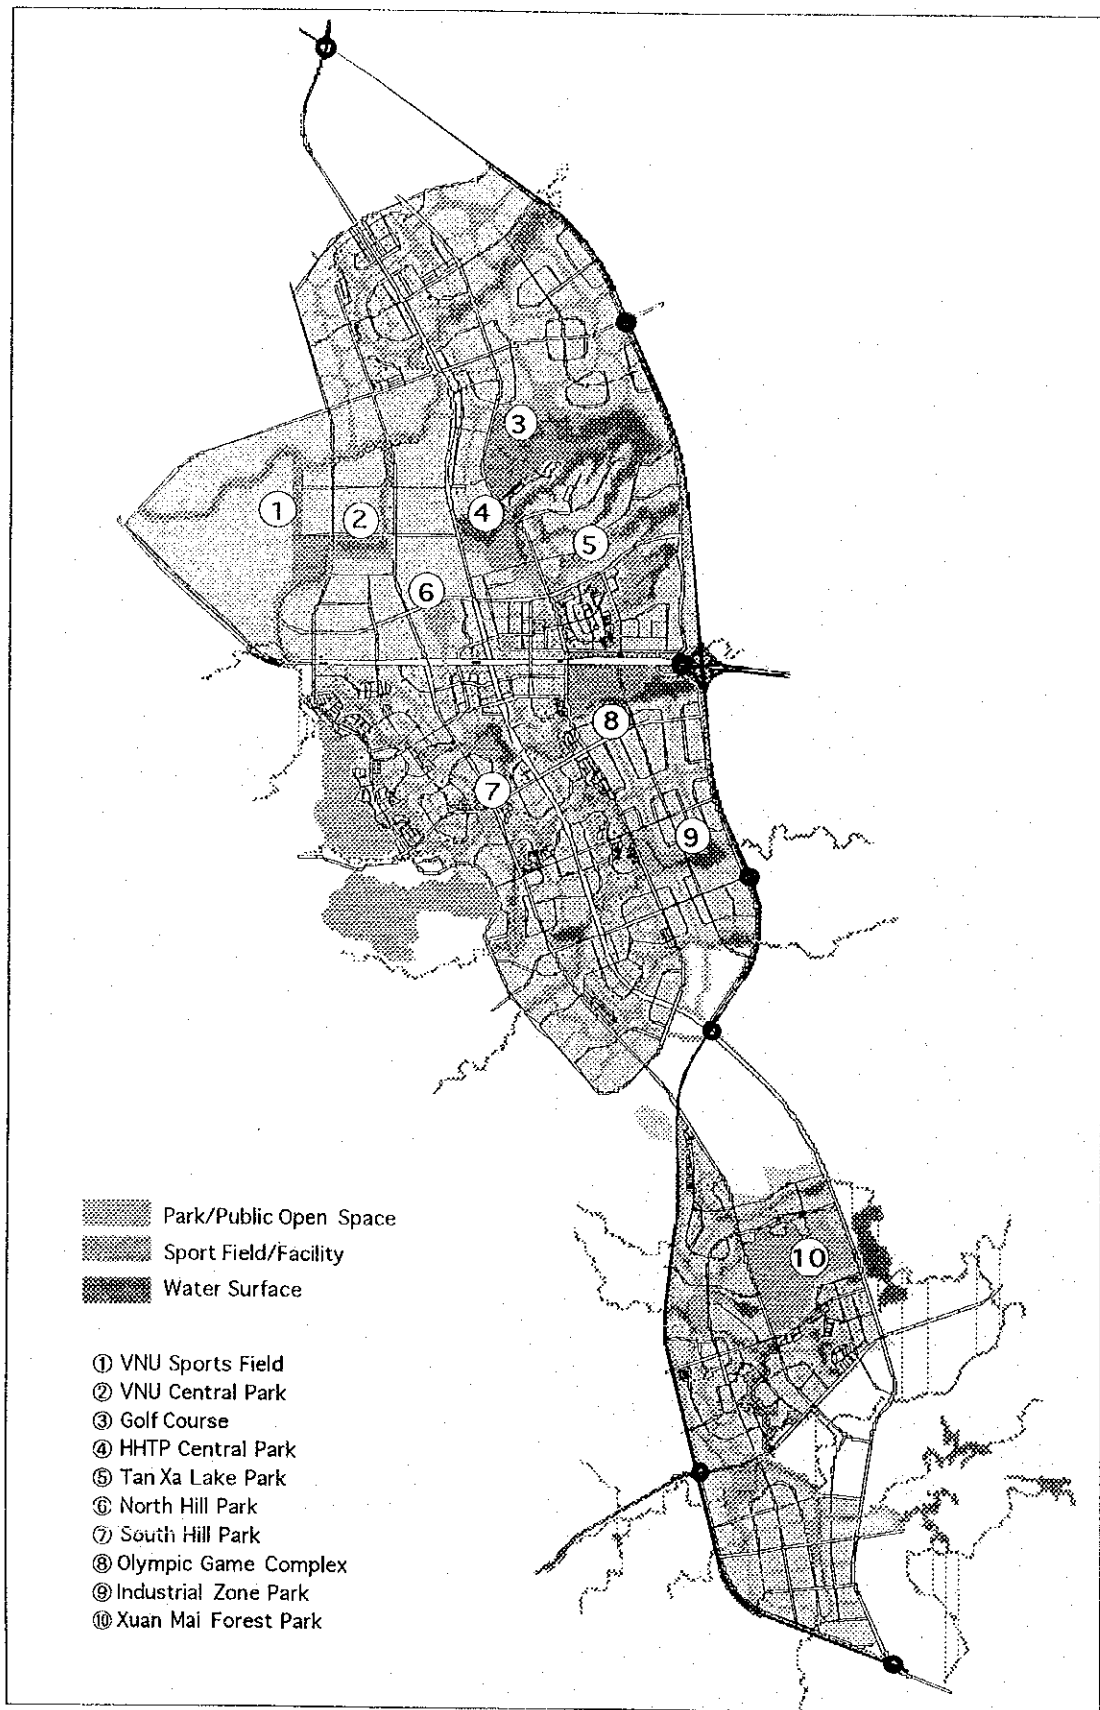 3
1
2
4
5
6
8
7
9
10
Park/Public Open Space
Sport Field/Facility
Water Surface
① VNU Sports Field
② VNU Central Park
③ Golf Course
④ HHTP Central Park
⑤ Tan Xa Lake Park
⑥ North Hill Park
⑦ South Hill Park
⑧ Olympic Game Complex
⑨ Industrial Zone Park
⑩ Xuan Mai Forest Park